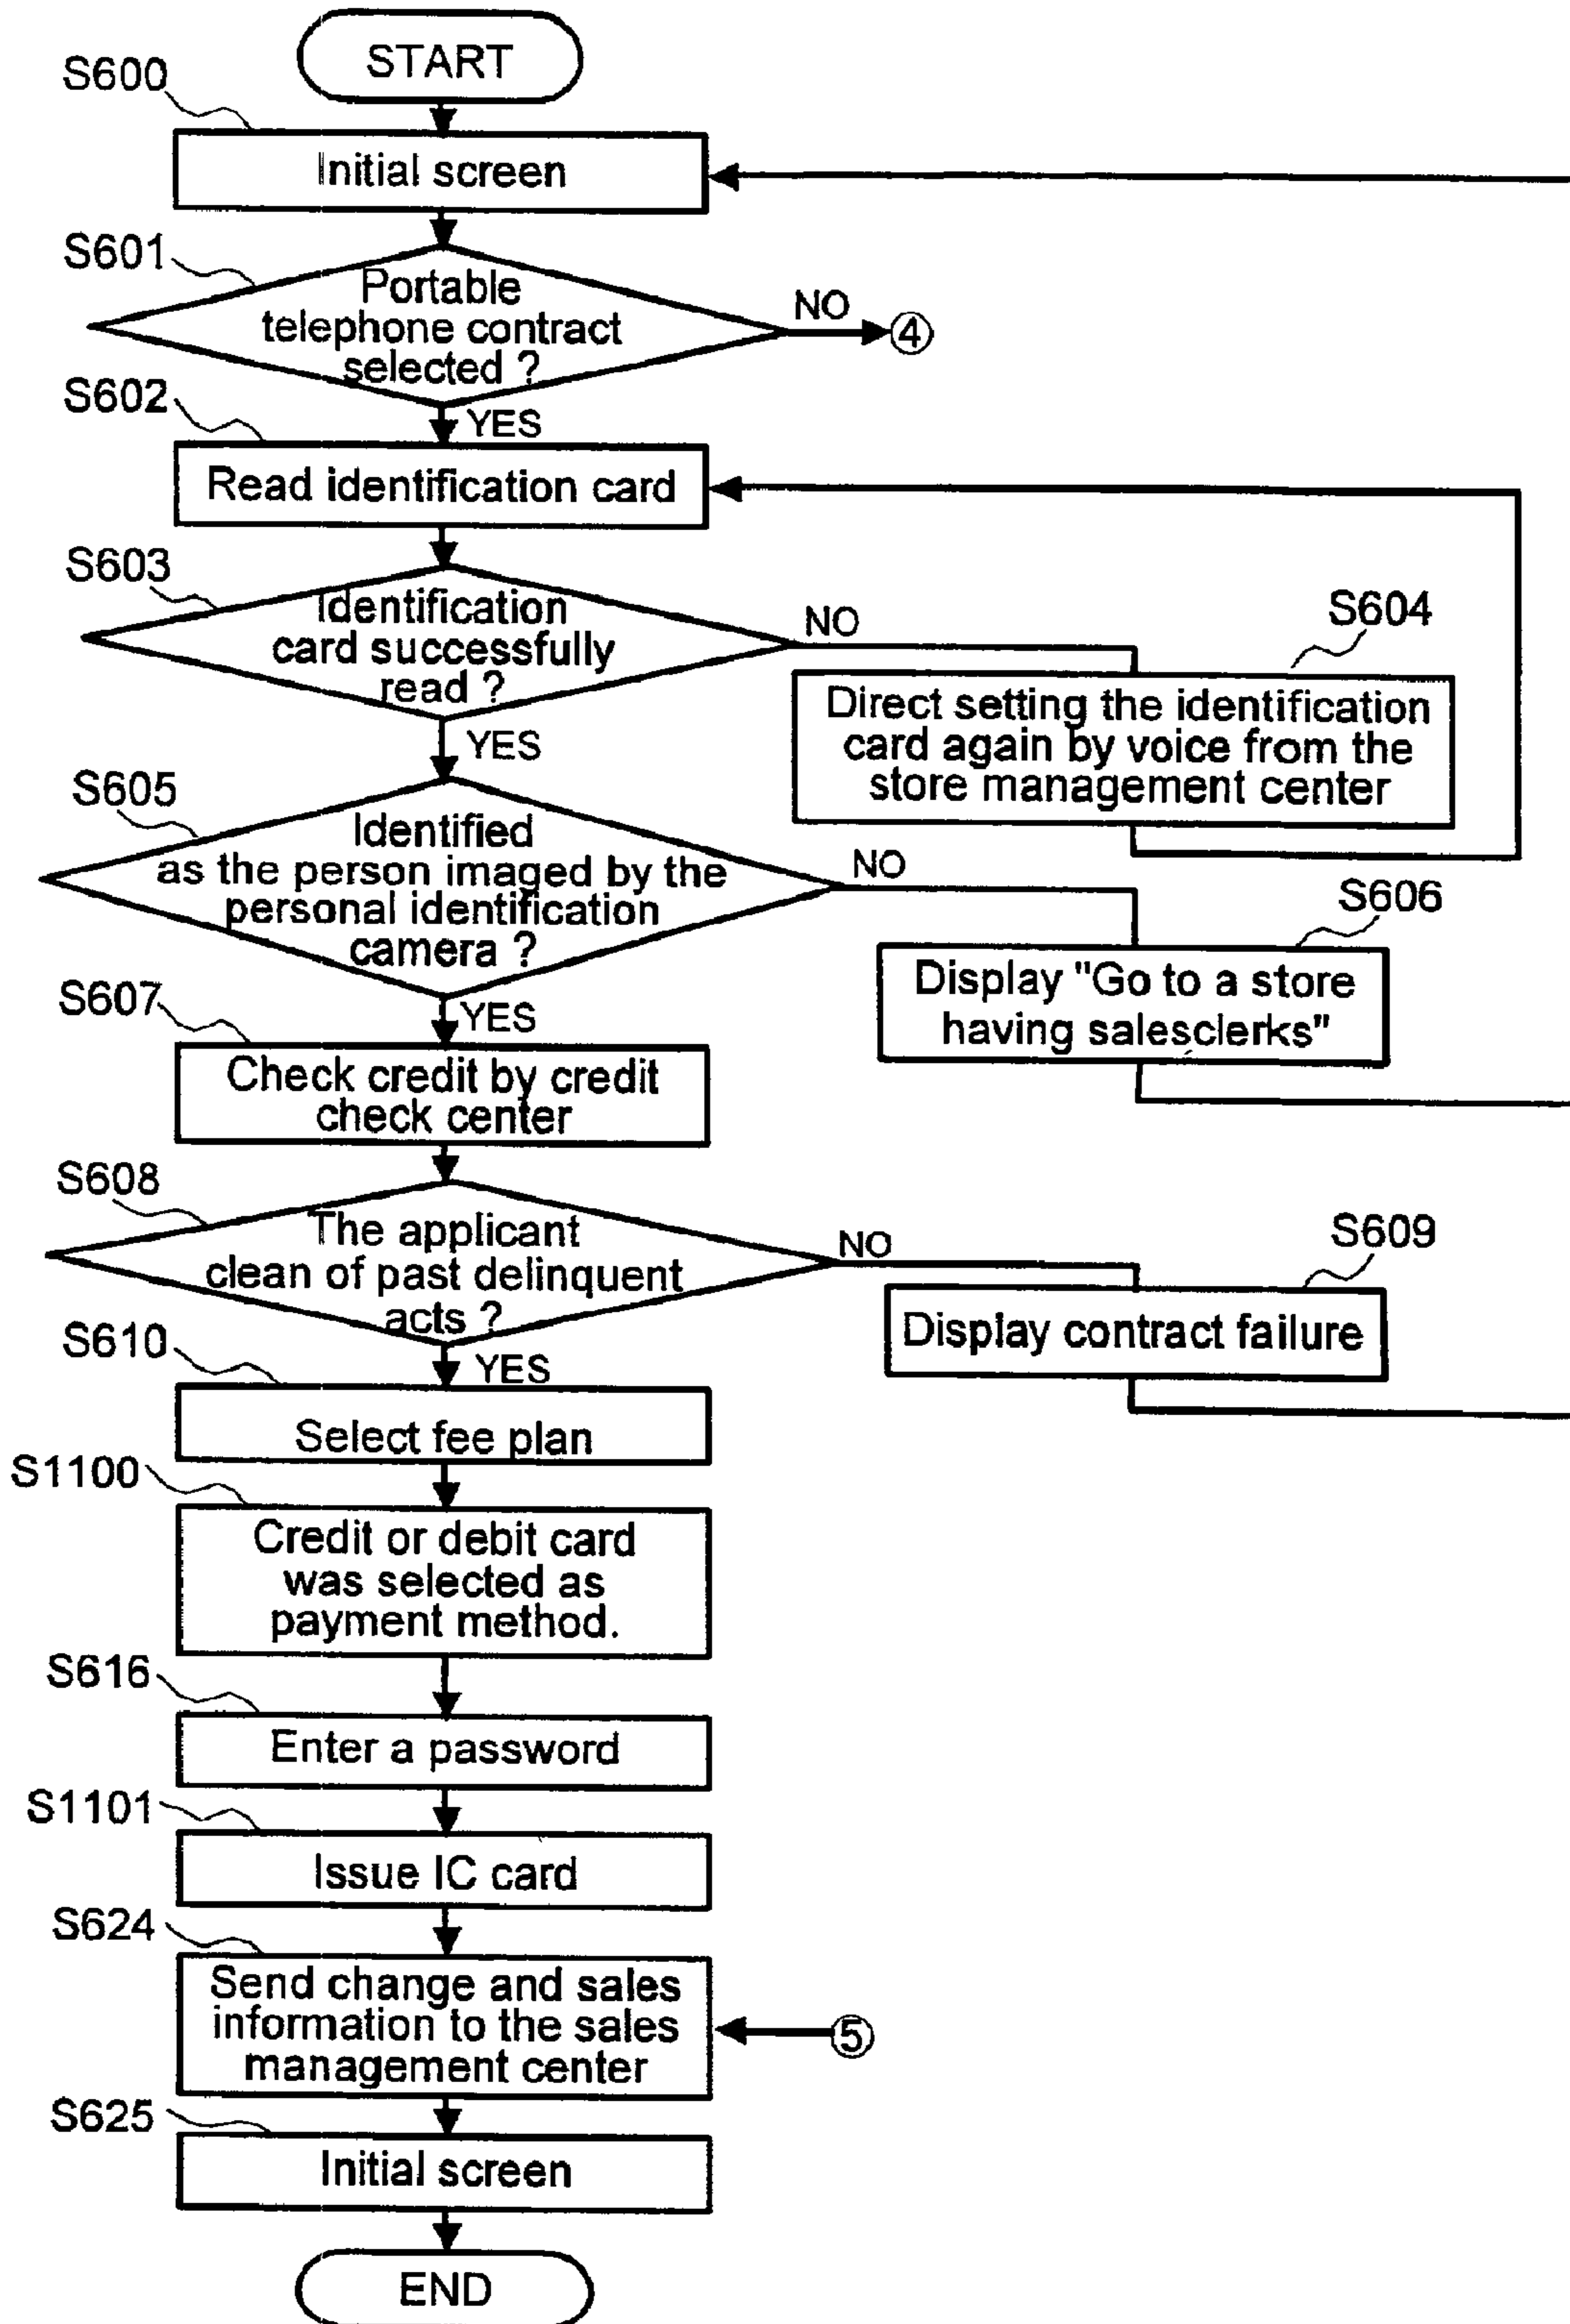 START
S600
Initial screen
S601
Portable
telephone contract
selected ?
NO
④
S602
YES
Read identification card
S603
Identification
card successfully
read ?
NO
S604
Direct setting the identification
card again by voice from the
store management center
YES
S605
Identified
as the person imaged by the
personal identification
camera ?
NO
S606
Display "Go to a store
having salesclerks"
S607
YES
Check credit by credit
check center
S608
The applicant
clean of past delinquent
acts ?
NO
S609
Display contract failure
S610
YES
Select fee plan
S1100
Credit or debit card
was selected as
payment method.
S616
Enter a password
S1101
Issue IC card
S624
Send change and sales
information to the sales
management center
⑤
S625
Initial screen
END